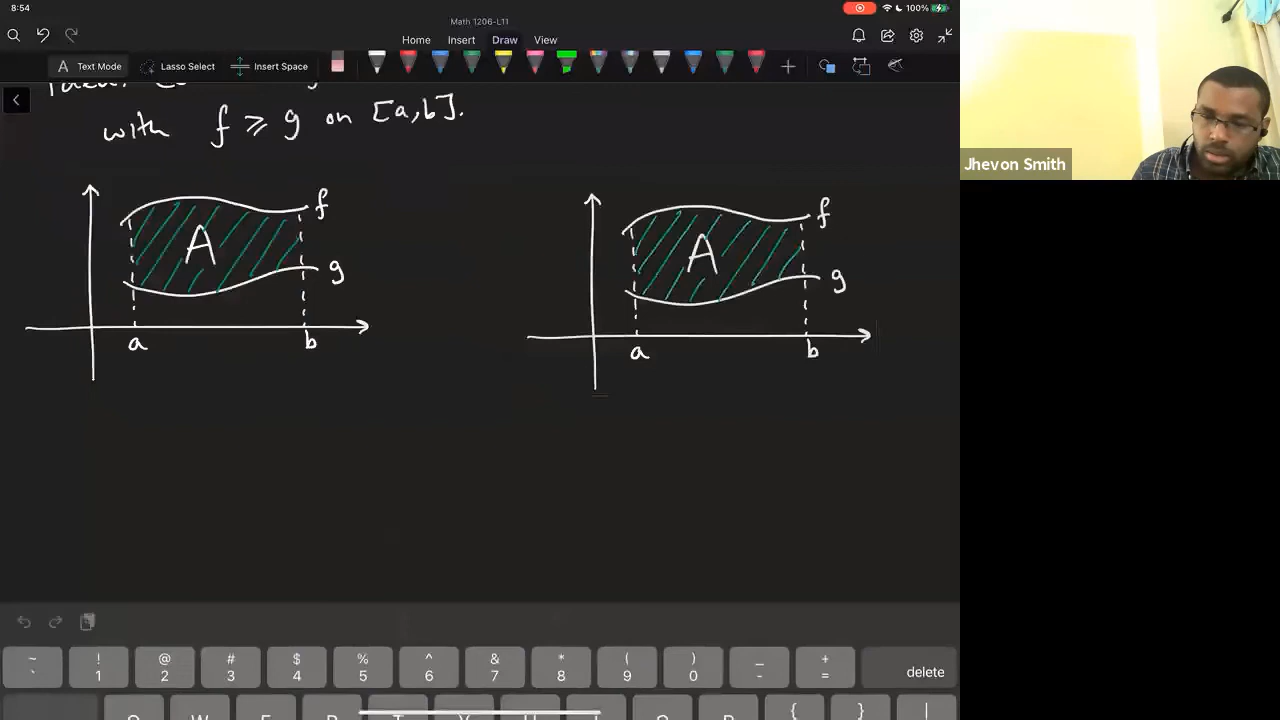 8:54
100%
Math 1206-L11
Home Insert Draw View
Text Mode Lasso Select Insert Space
with f ≥ g on [a,b].
Jhevon Smith
f f
A A
g g
a b a b
~ ! @ # $ % ^ & * ( ) _ +
` 1 2 3 4 5 6 7 8 9 0 - = delete
{ } |